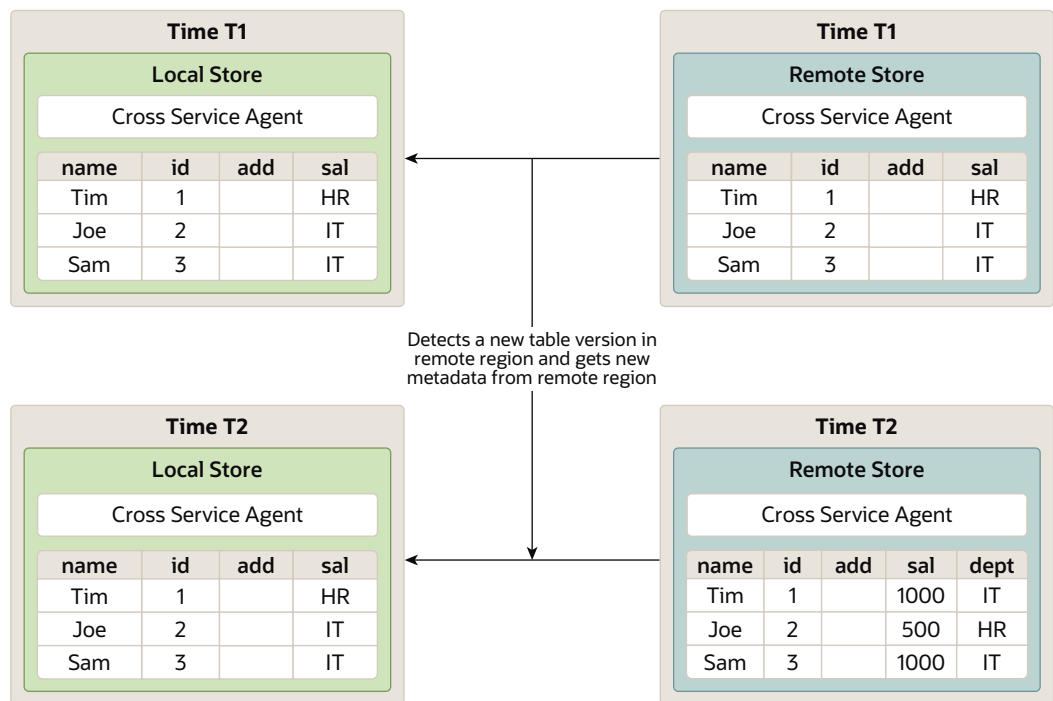 Time T1
Local Store
Cross Service Agent
name id add sal
Tim 1 HR
Joe 2 IT
Sam 3 IT
Time T1
Remote Store
Cross Service Agent
name id add sal
Tim 1 HR
Joe 2 IT
Sam 3 IT
Detects a new table version in
remote region and gets new
metadata from remote region
Time T2
Local Store
Cross Service Agent
name id add sal
Tim 1 HR
Joe 2 IT
Sam 3 IT
Time T2
Remote Store
Cross Service Agent
name id add sal dept
Tim 1 1000 IT
Joe 2 500 HR
Sam 3 1000 IT